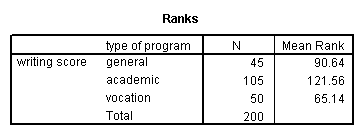 Ranks
type of program N Mean Rank
writing score general 45 90.64
academic 105 121.56
vocation 50 65.14
Total 200